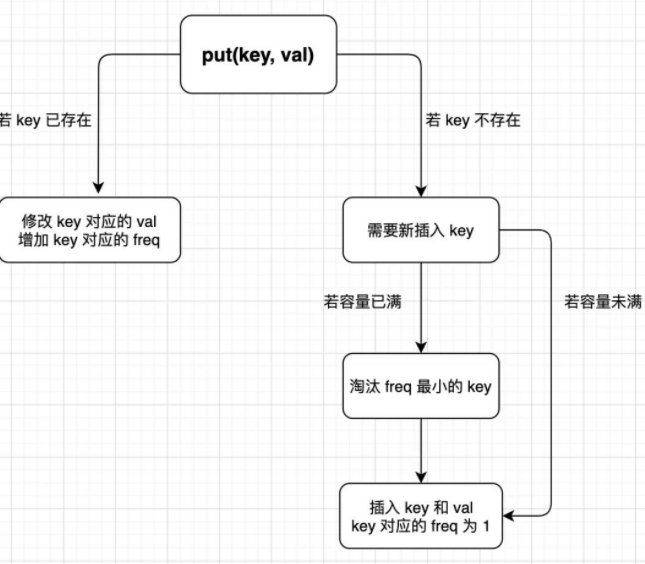 put(key, val)
若 key 已存在
若 key 不存在
修改 key 对应的 val
增加 key 对应的 freq
需要新插入 key
若容量已满
若容量未满
淘汰 freq 最小的 key
插入 key 和 val
key 对应的 freq 为 1